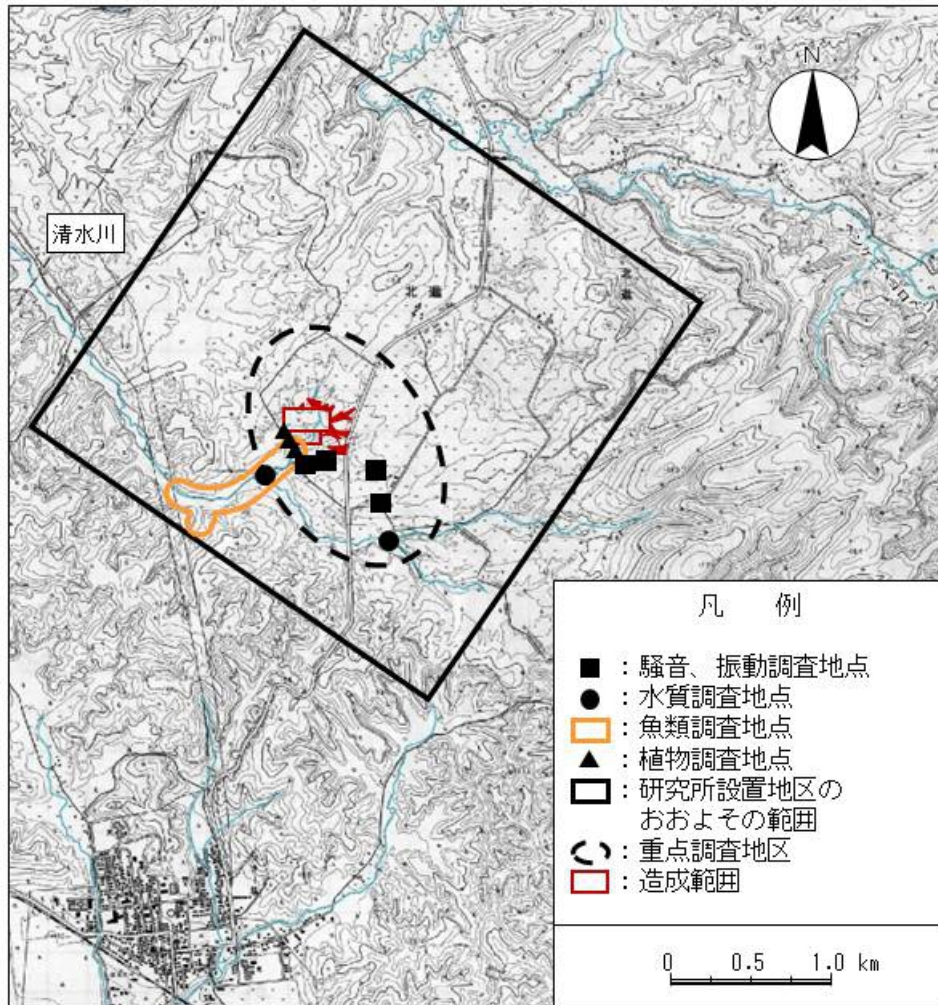 N
清水川
北進
凡　例
■：騒音、振動調査地点
●：水質調査地点
：魚類調査地点
▲：植物調査地点
：研究所設置地区の
おおよその範囲
：重点調査地区
：造成範囲
0　0.5　1.0 km